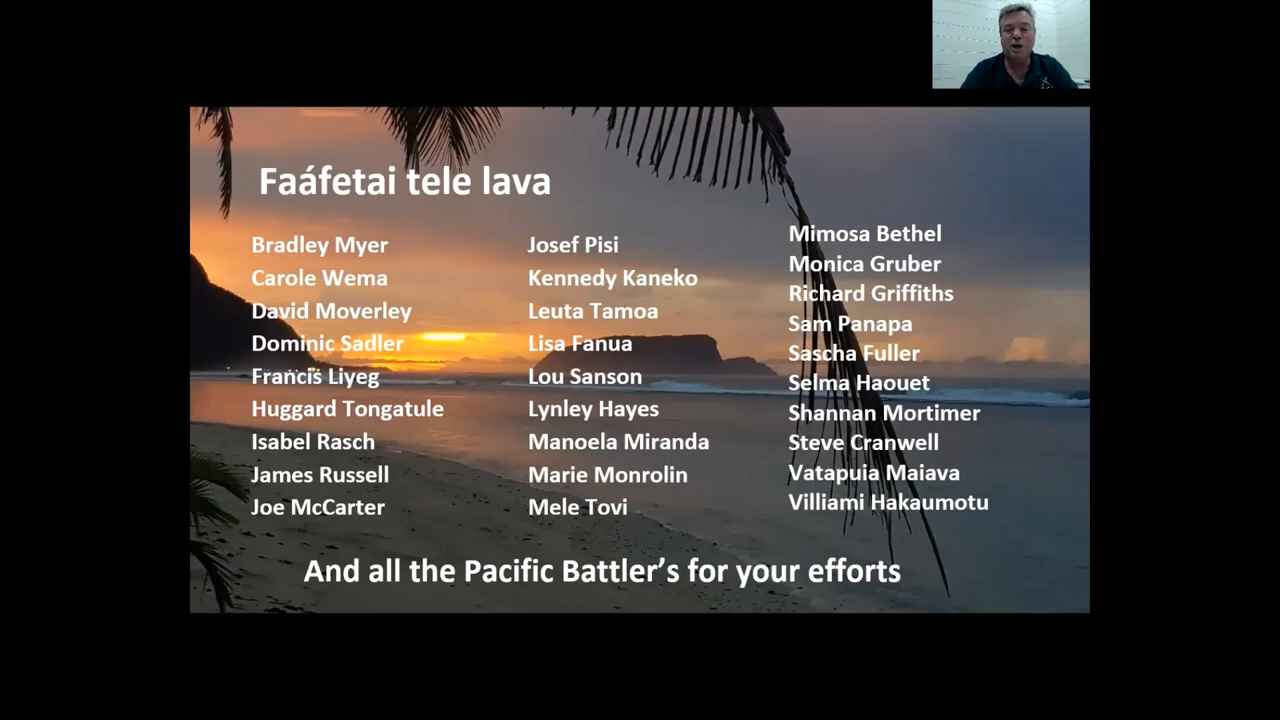 Faáfetai tele lava
Bradley Myer
Carole Wema
David Moverley
Dominic Sadler
Francis Liyeg
Huggard Tongatule
Isabel Rasch
James Russell
Joe McCarter
Josef Pisi
Kennedy Kaneko
Leuta Tamoa
Lisa Fanua
Lou Sanson
Lynley Hayes
Manoela Miranda
Marie Monrolin
Mele Tovi
Mimosa Bethel
Monica Gruber
Richard Griffiths
Sam Panapa
Sascha Fuller
Selma Haouet
Shannan Mortimer
Steve Cranwell
Vatapuia Maiava
Villiami Hakaumotu
And all the Pacific Battler’s for your efforts